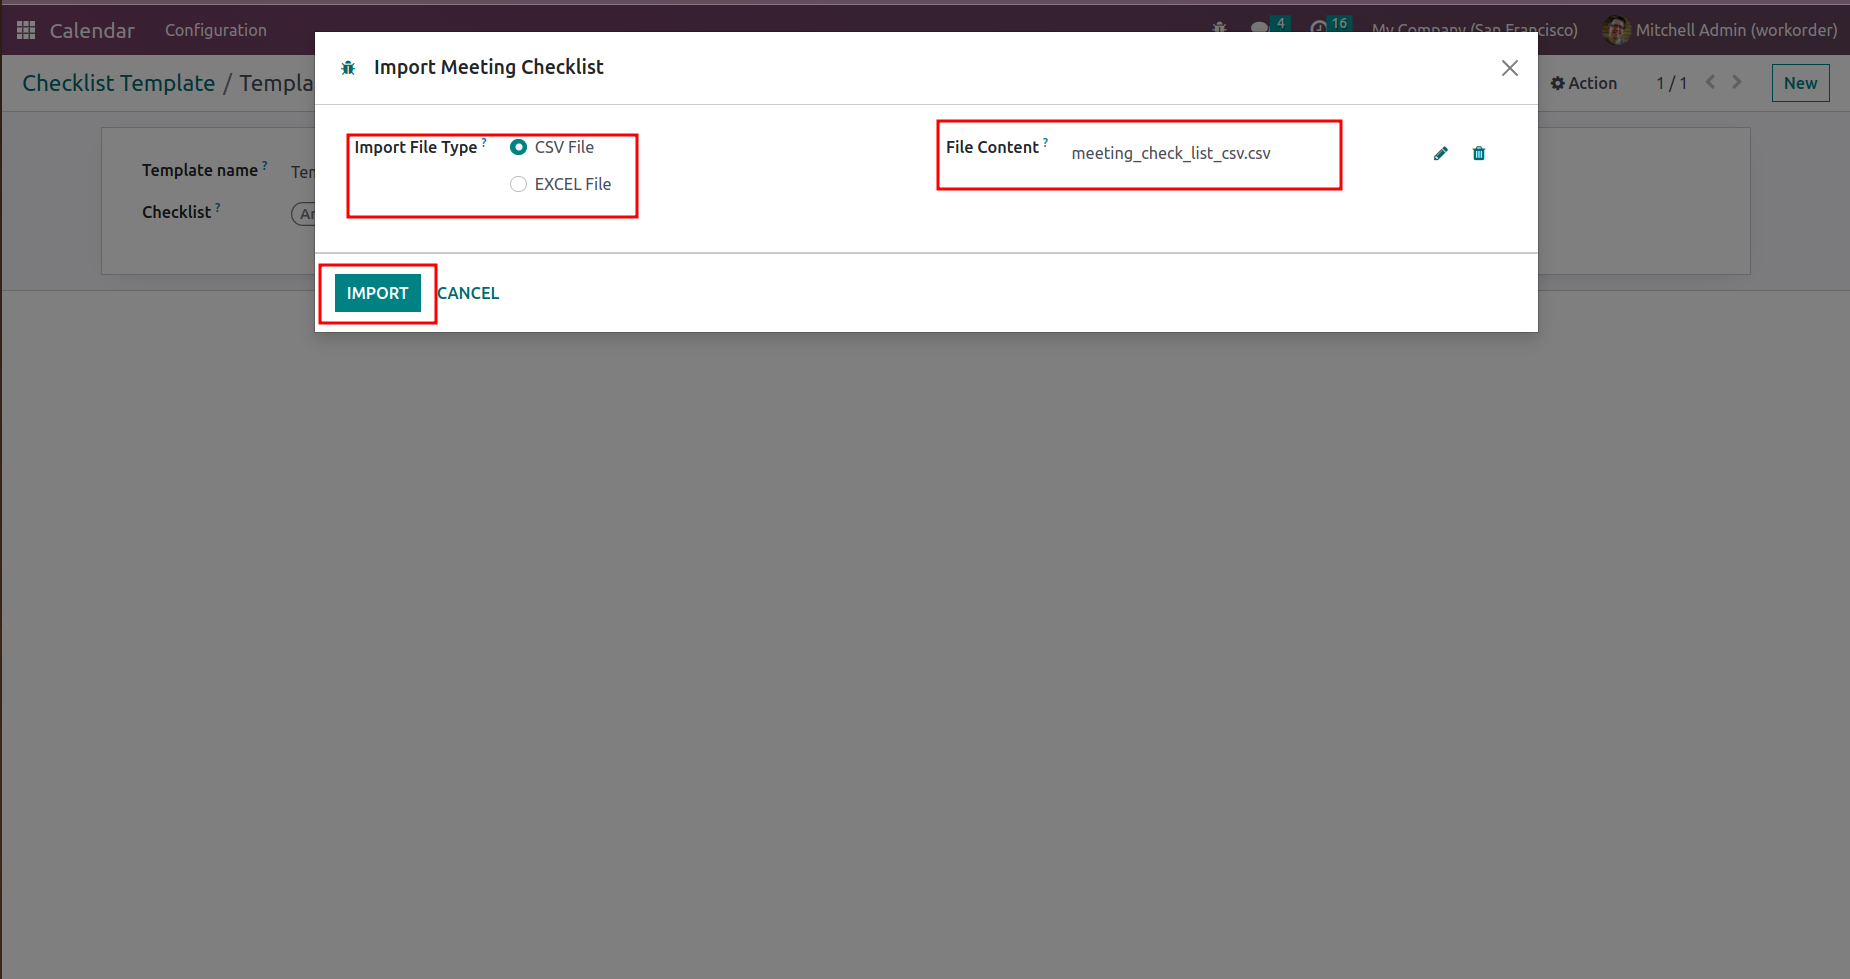 Calendar Configuration 4 16 My Company (San Francisco) Mitchell Admin (workorder)
Import Meeting Checklist
Checklist Template / Templa Action 1 / 1 New
Import File Type ? CSV File File Content ? meeting_check_list_csv.csv
Template name ? Ten
EXCEL File
Checklist ? Ar
IMPORT CANCEL